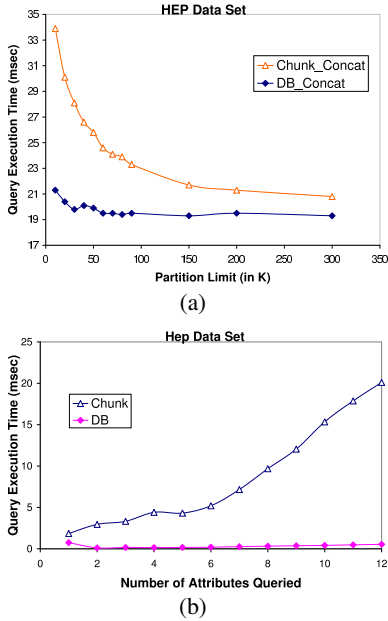 HEP Data Set
Query Execution Time (msec)
35
33
31
29
27
25
23
21
19
17
Chunk_Concat
DB_Concat
0 50 100 150 200 250 300 350
Partition Limit (in K)
(a)
Hep Data Set
Query Execution Time (msec)
25
20
15
10
5
0
Chunk
DB
0 2 4 6 8 10 12
Number of Attributes Queried
(b)